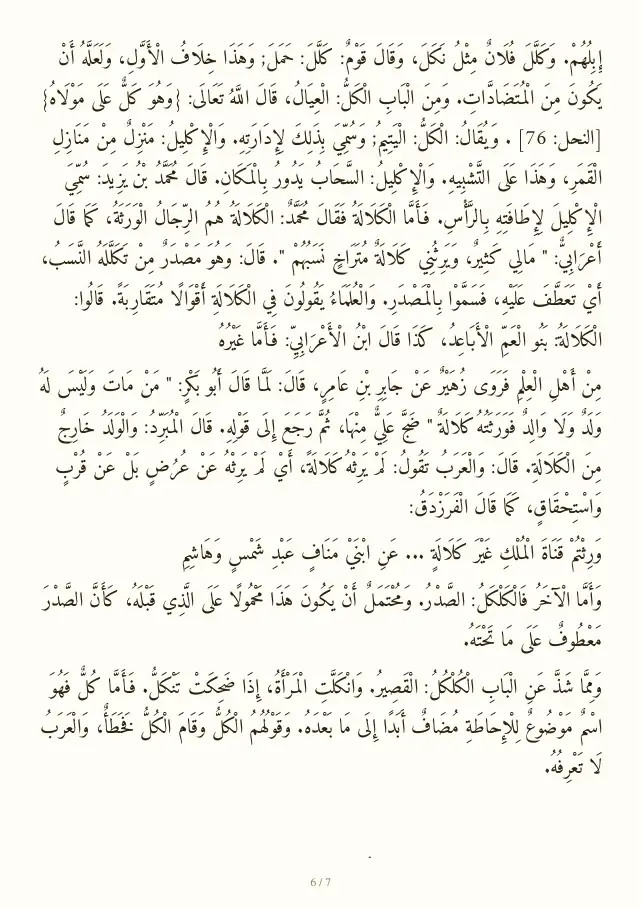 إِبِلُهُمْ. وَكَلَّلَ فُلَانٌ مِثْلُ نَكَلَ، وَقَالَ قَوْمٌ: كَلَّلَ: حَمَلَ; وَهَذَا خِلَافُ الْأَوَّلِ، وَلَعَلَّهُ أَنْ
يَكُونَ مِنَ الْمُتَضَادَّاتِ. وَمِنَ الْبَابِ الْكَلُّ: الْعِيَالُ، قَالَ اللَّهُ تَعَالَى: {وَهُوَ كَلٌّ عَلَى مَوْلَاهُ}
[النحل: 76] . وَيُقَالُ: الْكَلُّ: الْيَتِيمُ; وَسُمِّيَ بِذَلِكَ لِإِدَارَتِهِ. وَالْإِكْلِيلُ: مَنْزِلٌ مِنْ مَنَازِلِ
الْقَمَرِ، وَهَذَا عَلَى التَّشْبِيهِ. وَالْإِكْلِيلُ: السَّحَابُ يَدُورُ بِالْمَكَانِ. قَالَ مُحَمَّدُ بْنُ يَزِيدَ: سُمِّيَ
الْإِكْلِيلَ لِإِطَافَتِهِ بِالرَّأْسِ. فَأَمَّا الْكَلَالَةُ فَقَالَ مُحَمَّدٌ: الْكَلَالَةُ هُمُ الرِّجَالُ الْوَرَثَةُ، كَمَا قَالَ
أَعْرَابِيٌّ: " مَالِي كَثِيرٌ، وَيَرِثُنِي كَلَالَةٌ مُتَرَاخٍ نَسَبُهُمْ ". قَالَ: وَهُوَ مَصْدَرٌ مِنْ تَكَلَّلَهُ النَّسَبُ،
أَيْ تَعَطَّفَ عَلَيْهِ، فَسَمَّوْا بِالْمَصْدَرِ. وَالْعُلَمَاءُ يَقُولُونَ فِي الْكَلَالَةِ أَقْوَالًا مُتَقَارِبَةً. قَالُوا:
الْكَلَالَةُ: بَنُو الْعَمِّ الْأَبَاعِدُ، كَذَا قَالَ ابْنُ الْأَعْرَابِيِّ: فَأَمَّا غَيْرُهُ
مِنْ أَهْلِ الْعِلْمِ فَرَوَى زُهَيْرٌ عَنْ جَابِرِ بْنِ عَامِرٍ، قَالَ: لَمَّا قَالَ أَبُو بَكْرٍ: " مَنْ مَاتَ وَلَيْسَ لَهُ
وَلَدٌ وَلَا وَالِدٌ فَوَرَثَتُهُ كَلَالَةٌ " ضَجَّ عَلِيٌّ مِنْهَا، ثُمَّ رَجَعَ إِلَى قَوْلِهِ. قَالَ الْمُبَرِّدُ: وَالْوَلَدُ خَارِجٌ
مِنَ الْكَلَالَةِ. قَالَ: وَالْعَرَبُ تَقُولُ: لَمْ يَرِثْهُ كَلَالَةً، أَيْ لَمْ يَرِثْهُ عَنْ عُرُضٍ بَلْ عَنْ قُرْبٍ
وَاسْتِحْقَاقٍ، كَمَا قَالَ الْفَرَزْدَقُ:
وَرِثْتُمْ قَنَاةَ الْمُلْكِ غَيْرَ كَلَالَةٍ ... عَنِ ابْنَيْ مَنَافٍ عَبْدِ شَمْسٍ وَهَاشِمِ
وَأَمَّا الْآخَرُ فَالْكَلْكَلُ: الصَّدْرُ. وَمُحْتَمَلٌ أَنْ يَكُونَ هَذَا مَحْمُولًا عَلَى الَّذِي قَبْلَهُ، كَأَنَّ الصَّدْرَ
مَعْطُوفٌ عَلَى مَا تَحْتَهُ.
وَمِمَّا شَذَّ عَنِ الْبَابِ الْكُلْكُلُ: الْقَصِيرُ. وَانْكَلَّتِ الْمَرْأَةُ، إِذَا ضَحِكَتْ تَنْكَلُّ. فَأَمَّا كُلٌّ فَهُوَ
اسْمٌ مَوْضُوعٌ لِلْإِحَاطَةِ مُضَافٌ أَبَدًا إِلَى مَا بَعْدَهُ. وَقَوْلُهُمُ الْكُلُّ وَقَامَ الْكُلُّ فَخَطَأٌ، وَالْعَرَبُ
لَا تَعْرِفُهُ.
6 / 7